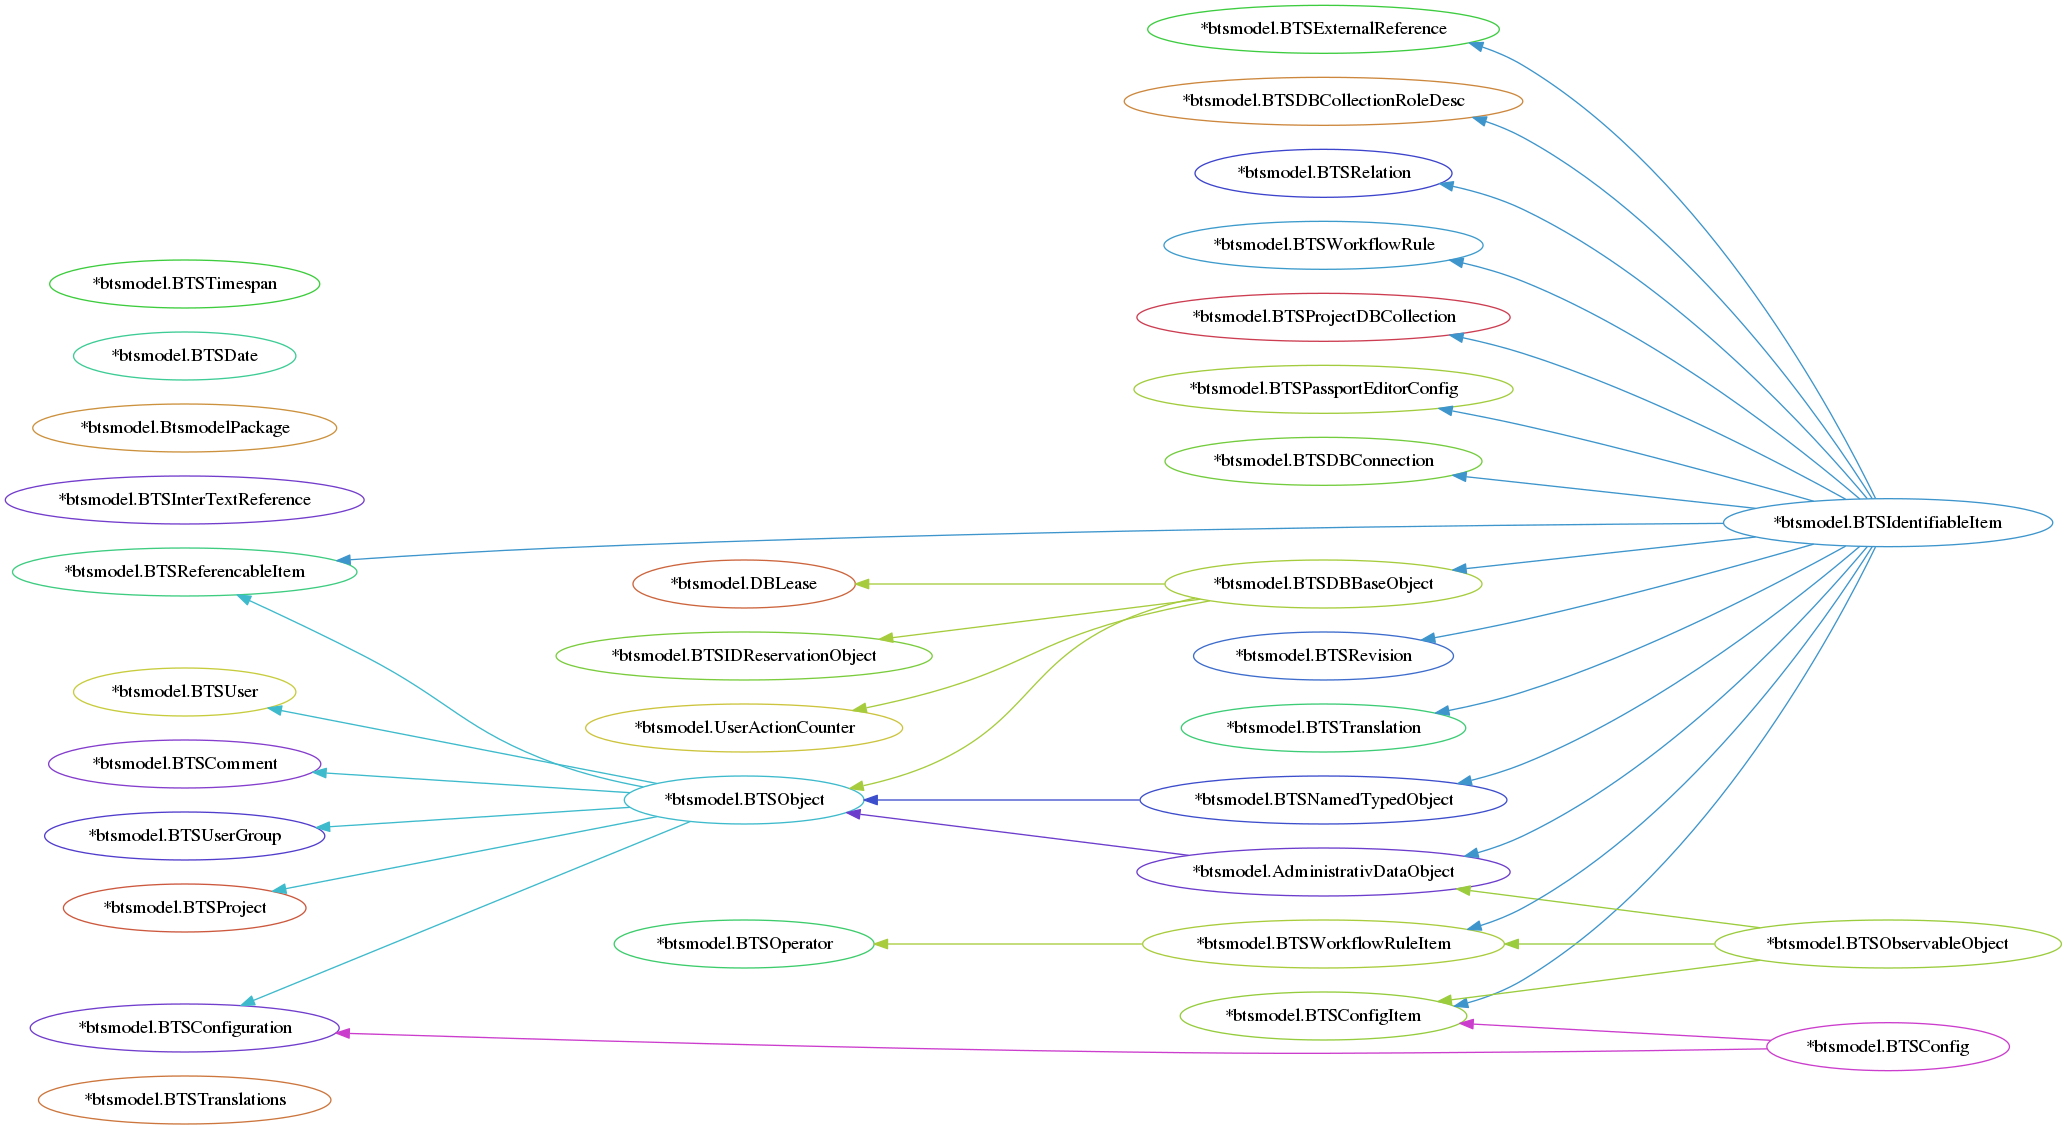 *btsmodel.BTSExternalReference
*btsmodel.BTSDBCollectionRoleDesc
*btsmodel.BTSRelation
*btsmodel.BTSWorkflowRule
*btsmodel.BTSTimespan
*btsmodel.BTSProjectDBCollection
*btsmodel.BTSDate
*btsmodel.BTSPassportEditorConfig
*btsmodel.BtsmodelPackage
*btsmodel.BTSDBConnection
*btsmodel.BTSInterTextReference
*btsmodel.BTSIdentifiableItem
*btsmodel.BTSReferencableItem
*btsmodel.DBLease
*btsmodel.BTSDBBaseObject
*btsmodel.BTSIDReservationObject
*btsmodel.BTSRevision
*btsmodel.BTSUser
*btsmodel.UserActionCounter
*btsmodel.BTSTranslation
*btsmodel.BTSComment
*btsmodel.BTSObject
*btsmodel.BTSNamedTypedObject
*btsmodel.BTSUserGroup
*btsmodel.AdministrativDataObject
*btsmodel.BTSProject
*btsmodel.BTSOperator
*btsmodel.BTSWorkflowRuleItem
*btsmodel.BTSObservableObject
*btsmodel.BTSConfigItem
*btsmodel.BTSConfiguration
*btsmodel.BTSConfig
*btsmodel.BTSTranslations